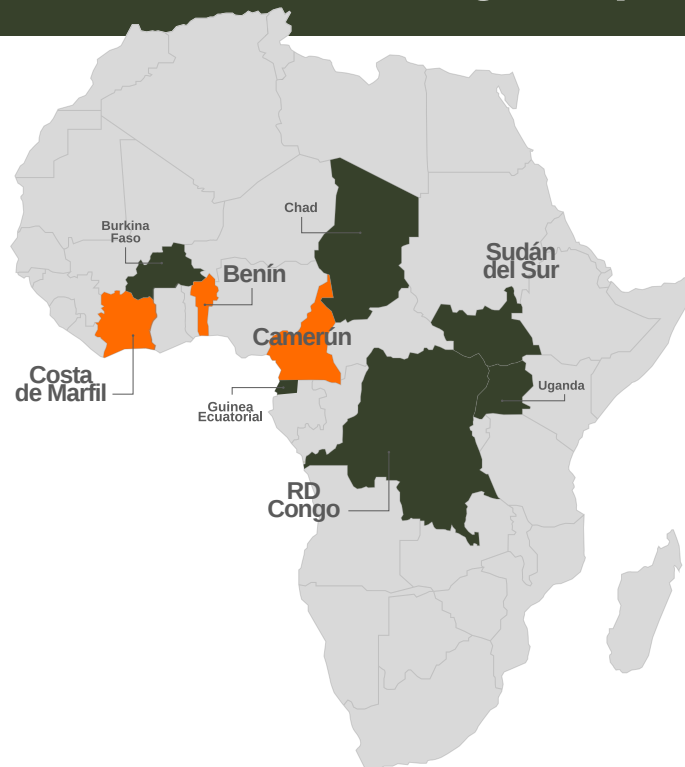 Burkina
Faso
Chad
Benín
Sudán
del Sur
Camerún
Costa
de Marfil
Guinea
Ecuatorial
Uganda
RD
Congo